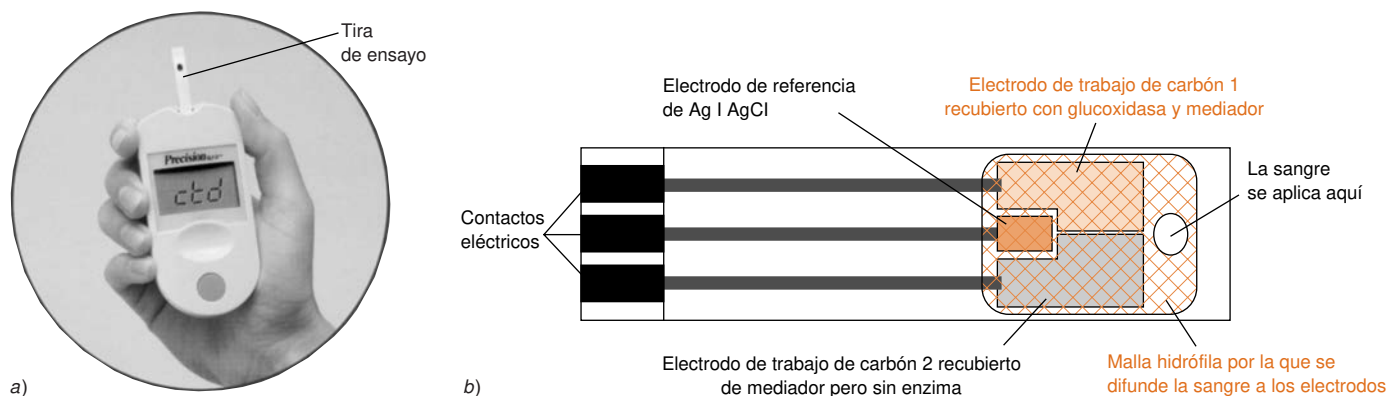 Tira
de ensayo
Precision
ctd
a)
Electrodo de referencia
de Ag I AgCl
Electrodo de trabajo de carbón 1
recubierto con glucoxidasa y mediador
La sangre
se aplica aquí
Contactos
eléctricos
Electrodo de trabajo de carbón 2 recubierto
de mediador pero sin enzima
Malla hidrófila por la que se
difunde la sangre a los electrodos
b)